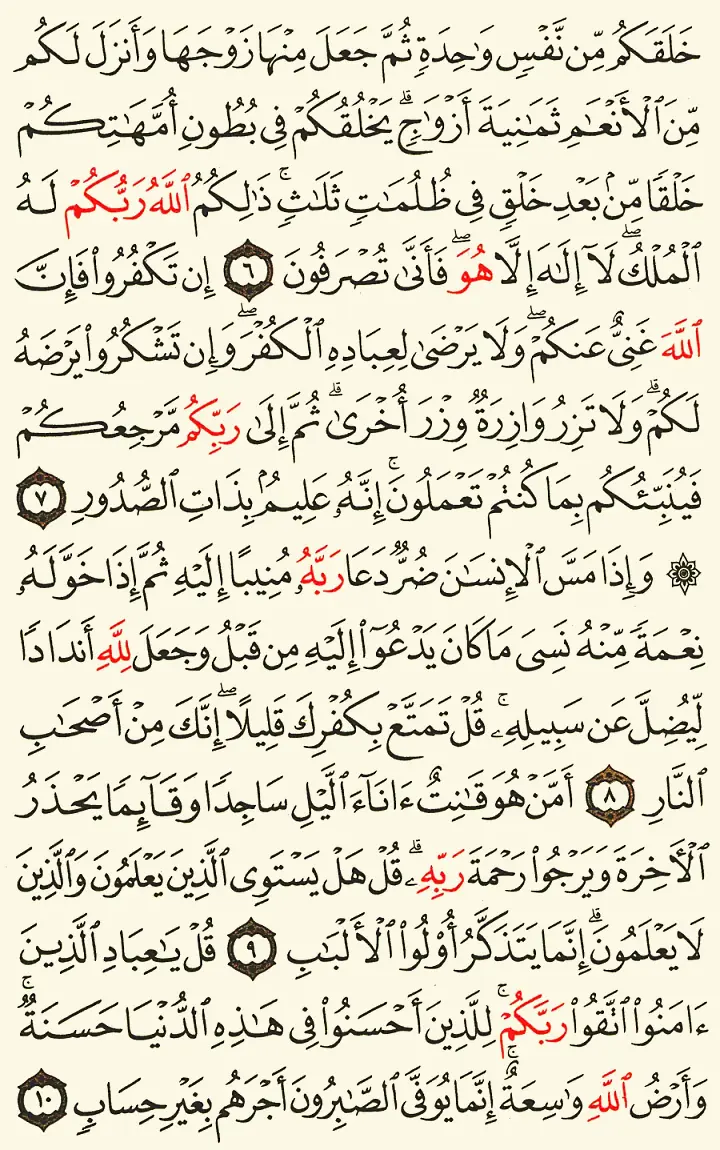 خَلَقَكُم مِّن نَّفْسٍ وَٰحِدَةٍ ثُمَّ جَعَلَ مِنْهَا زَوْجَهَا وَأَنزَلَ لَكُم
مِّنَ ٱلْأَنْعَٰمِ ثَمَٰنِيَةَ أَزْوَٰجٍ ۚ يَخْلُقُكُمْ فِى بُطُونِ أُمَّهَٰتِكُمْ
خَلْقًا مِّنۢ بَعْدِ خَلْقٍ فِى ظُلُمَٰتٍ ثَلَٰثٍ ۚ ذَٰلِكُمُ ٱللَّهُ رَبُّكُمْ لَهُ
ٱلْمُلْكُ ۖ لَآ إِلَٰهَ إِلَّا هُوَ ۖ فَأَنَّىٰ تُصْرَفُونَ ٦ إِن تَكْفُرُوا۟ فَإِنَّ
ٱللَّهَ غَنِىٌّ عَنكُمْ ۖ وَلَا يَرْضَىٰ لِعِبَادِهِ ٱلْكُفْرَ ۖ وَإِن تَشْكُرُوا۟ يَرْضَهُ
لَكُمْ ۗ وَلَا تَزِرُ وَازِرَةٌ وِزْرَ أُخْرَىٰ ۗ ثُمَّ إِلَىٰ رَبِّكُم مَّرْجِعُكُمْ
فَيُنَبِّئُكُم بِمَا كُنتُمْ تَعْمَلُونَ ۚ إِنَّهُۥ عَلِيمٌۢ بِذَاتِ ٱلصُّدُورِ ٧
۞ وَإِذَا مَسَّ ٱلْإِنسَٰنَ ضُرٌّ دَعَا رَبَّهُۥ مُنِيبًا إِلَيْهِ ثُمَّ إِذَا خَوَّلَهُۥ
نِعْمَةً مِّنْهُ نَسِىَ مَا كَانَ يَدْعُوٓا۟ إِلَيْهِ مِن قَبْلُ وَجَعَلَ لِلَّهِ أَندَادًا
لِّيُضِلَّ عَن سَبِيلِهِۦ ۚ قُلْ تَمَتَّعْ بِكُفْرِكَ قَلِيلًا ۖ إِنَّكَ مِنْ أَصْحَٰبِ
ٱلنَّارِ ٨ أَمَّنْ هُوَ قَٰنِتٌ ءَانَآءَ ٱلَّيْلِ سَاجِدًا وَقَآئِمًا يَحْذَرُ
ٱلْـَٔاخِرَةَ وَيَرْجُوا۟ رَحْمَةَ رَبِّهِۦ ۗ قُلْ هَلْ يَسْتَوِى ٱلَّذِينَ يَعْلَمُونَ وَٱلَّذِينَ
لَا يَعْلَمُونَ ۗ إِنَّمَا يَتَذَكَّرُ أُو۟لُوا۟ ٱلْأَلْبَٰبِ ٩ قُلْ يَٰعِبَادِ ٱلَّذِينَ
ءَامَنُوا۟ ٱتَّقُوا۟ رَبَّكُمْ ۚ لِلَّذِينَ أَحْسَنُوا۟ فِى هَٰذِهِ ٱلدُّنْيَا حَسَنَةٌ ۗ
وَأَرْضُ ٱللَّهِ وَٰسِعَةٌ ۗ إِنَّمَا يُوَفَّى ٱلصَّٰبِرُونَ أَجْرَهُم بِغَيْرِ حِسَابٍ ١٠